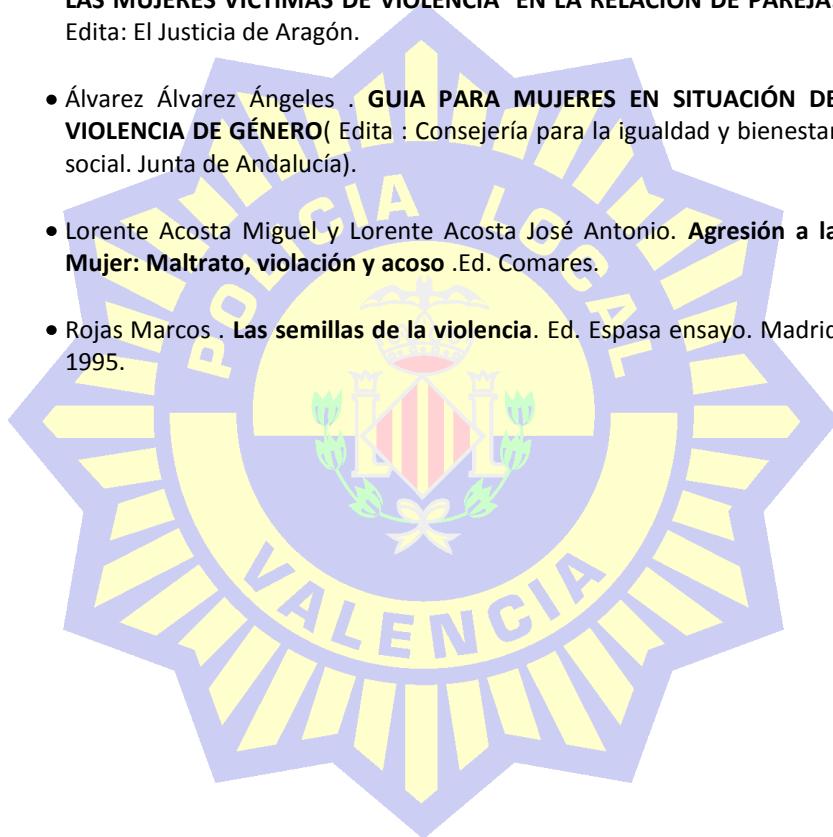 LAS MUJERES VICTIMAS DE VIOLENCIA EN LA RELACIÓN DE PAREJA.
Edita: El Justicia de Aragón.
• Álvarez Álvarez Ángeles . GUIA PARA MUJERES EN SITUACIÓN DE
VIOLENCIA DE GÉNERO( Edita : Consejería para la igualdad y bienestar
social. Junta de Andalucía).
• Lorente Acosta Miguel y Lorente Acosta José Antonio. Agresión a la
Mujer: Maltrato, violación y acoso .Ed. Comares.
• Rojas Marcos . Las semillas de la violencia. Ed. Espasa ensayo. Madrid
1995.
POLICIA LOCAL
L L
VALENCIA